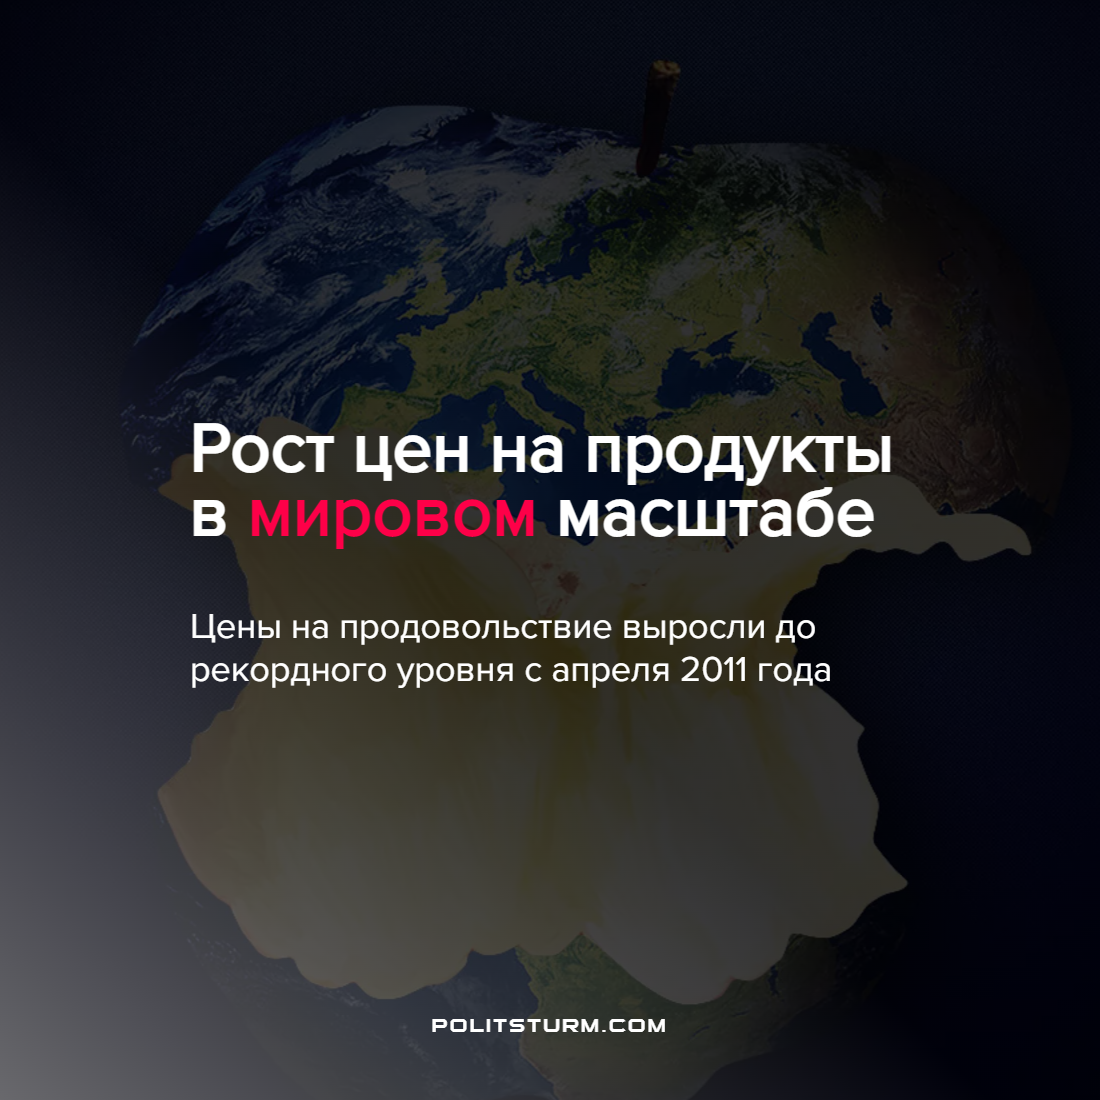 Рост цен на продукты
в мировом масштабе
Цены на продовольствие выросли до
рекордного уровня с апреля 2011 года
POLITSTURM.COM